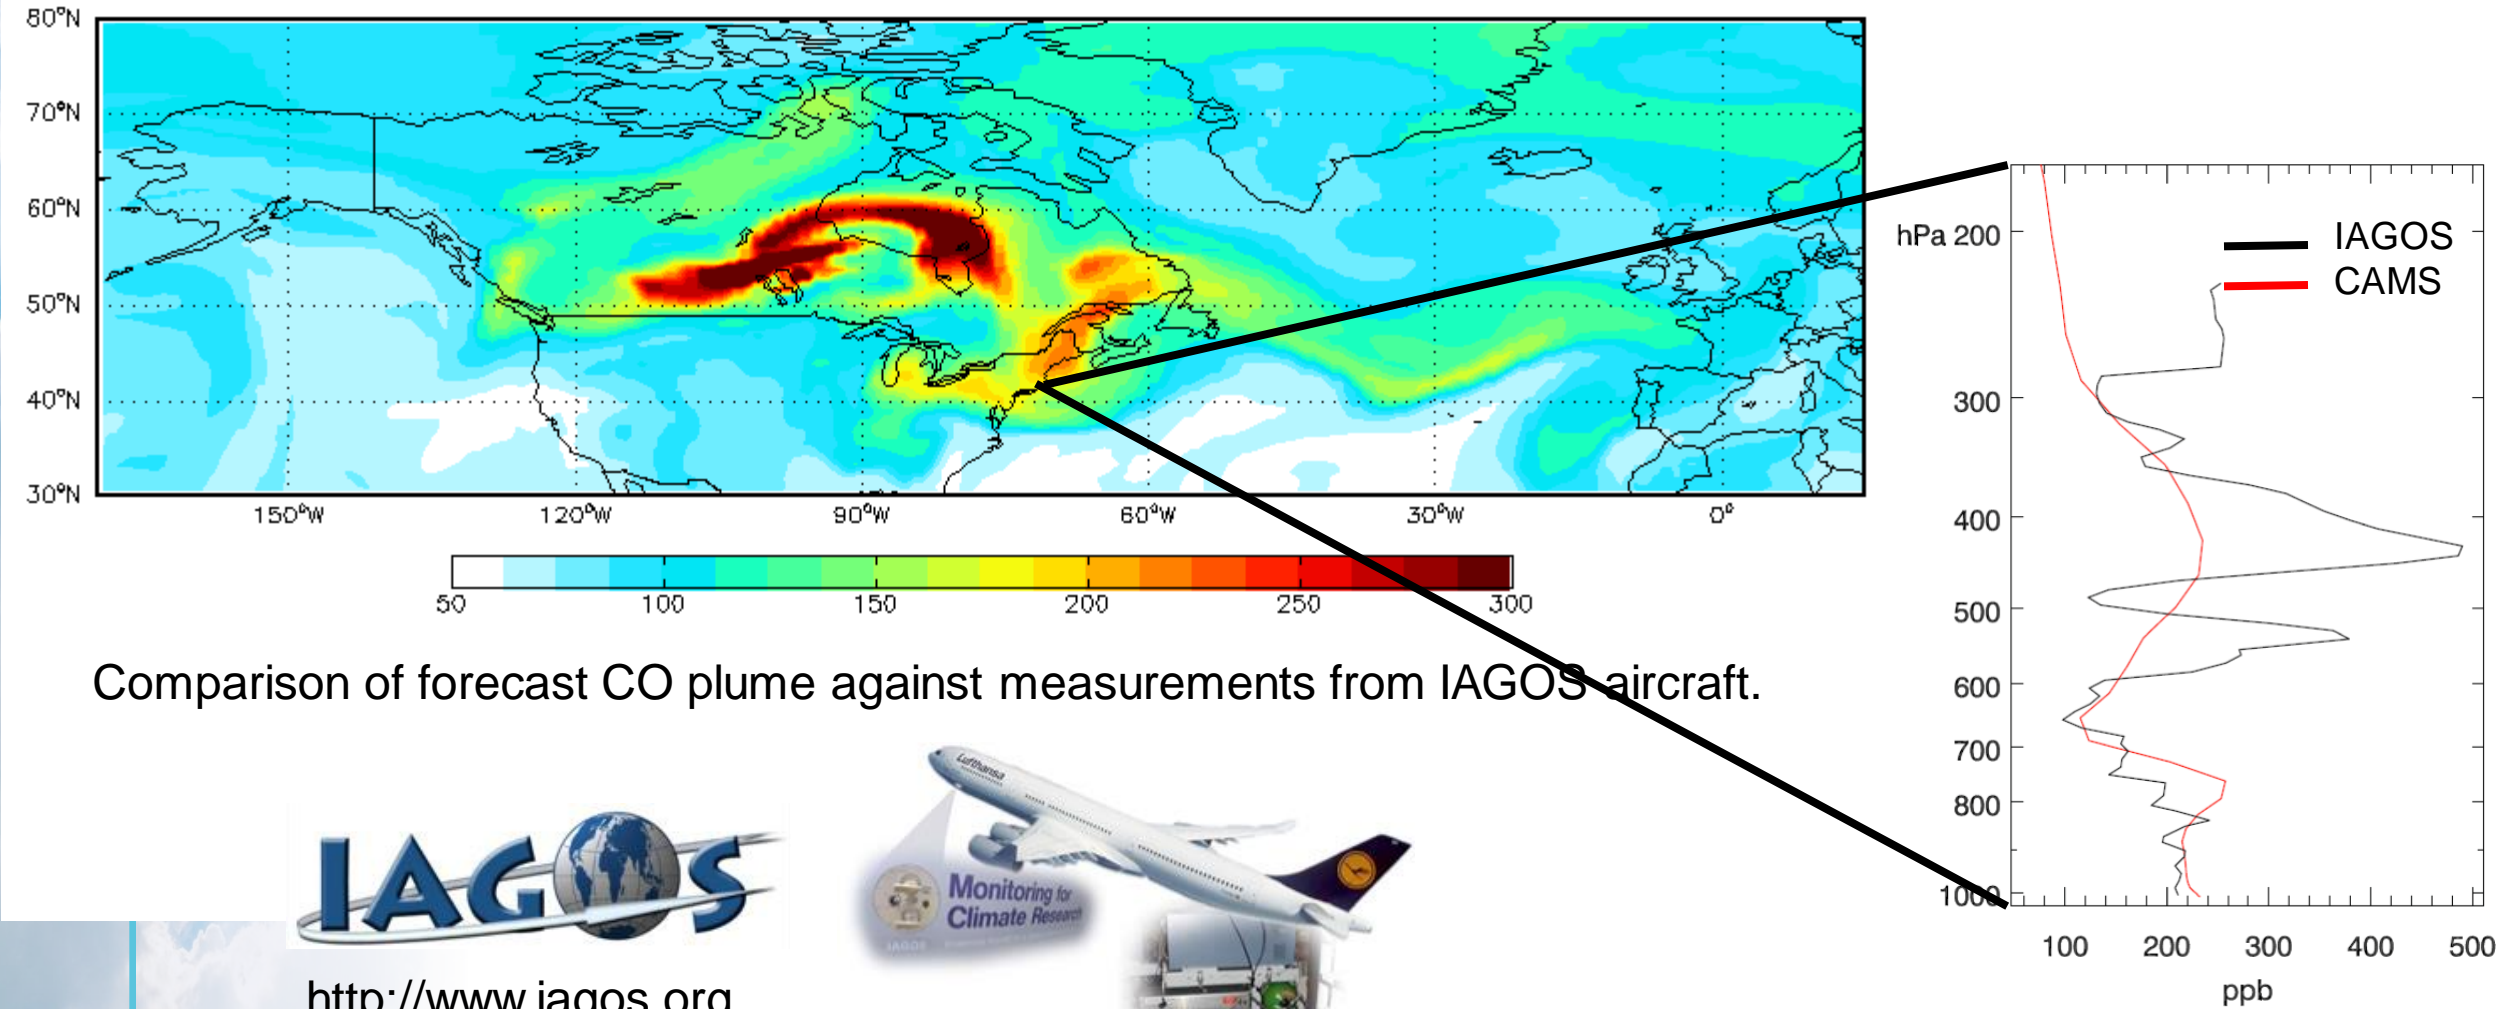 80°N
70°N
60°N
50°N
40°N
30°N
150°W 120°W 90°W 60°W 30°W 0°
50 100 150 200 250 300
Comparison of forecast CO plume against measurements from IAGOS aircraft.
hPa 200
300
400
500
600
700
800
1000
IAGOS
CAMS
100 200 300 400 500
ppb
IAGOS
http://www.iagos.org
Lufthansa
Monitoring for
Climate Research
IAGOS